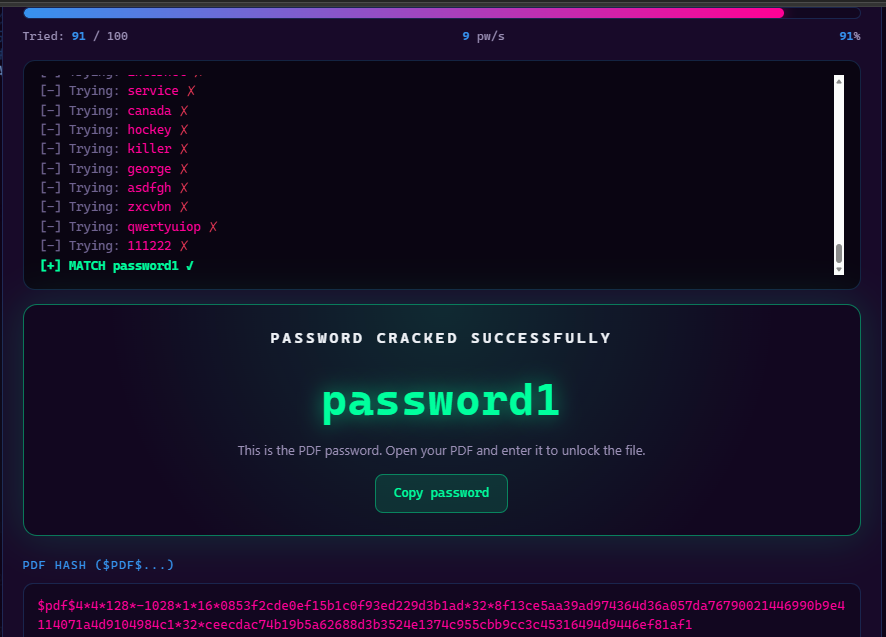 Tried: 91 / 100
9 pw/s
91%
[-] Trying: service ✗
[-] Trying: canada ✗
[-] Trying: hockey ✗
[-] Trying: killer ✗
[-] Trying: george ✗
[-] Trying: asdfgh ✗
[-] Trying: zxcvbn ✗
[-] Trying: qwertyuiop ✗
[-] Trying: 111222 ✗
[+] MATCH password1 ✓
PASSWORD CRACKED SUCCESSFULLY
password1
This is the PDF password. Open your PDF and enter it to unlock the file.
Copy password
PDF HASH ($PDF$...)
$pdf$4*4*128*-1028*1*16*0853f2cde0ef15b1c0f93ed229d3b1ad*32*8f13ce5aa39ad974364d36a057da76790021446990b9e4
114071a4d9104984c1*32*ceecdac74b19b5a62688d3b3524e1374c955cbb9cc3c45316494d9446ef81af1